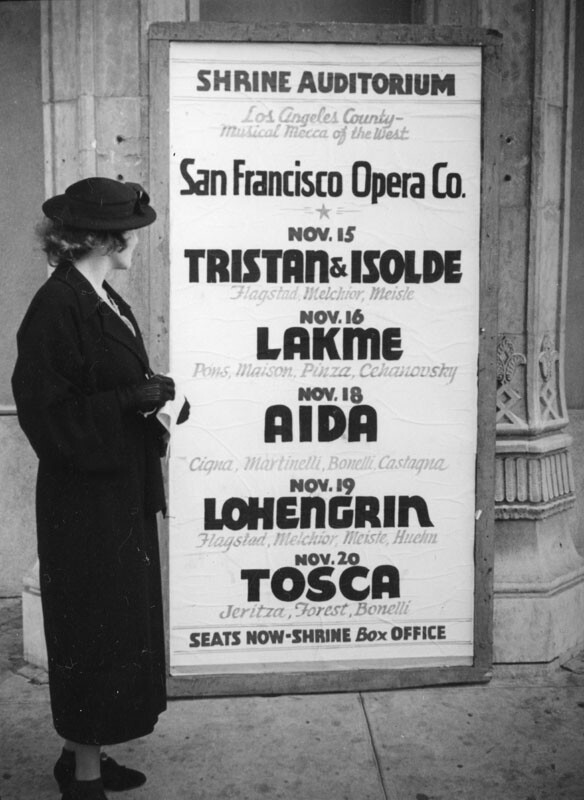 SHRINE AUDITORIUM
Los Angeles County-
Musical Mecca of the West
San Francisco Opera Co.
NOV. 15
TRISTAN & ISOLDE
Flagstad, Melchior, Meisle
NOV. 16
LAKME
Pons, Maison, Pinza, Cehanovsky
NOV. 18
AIDA
Cigna, Martinelli, Bonelli, Castagna
NOV. 19
LOHENGRIN
Flagstad, Melchior, Meisle, Huehn
NOV. 20
TOSCA
Jeritza, Forest, Bonelli
SEATS NOW-SHRINE Box OFFICE